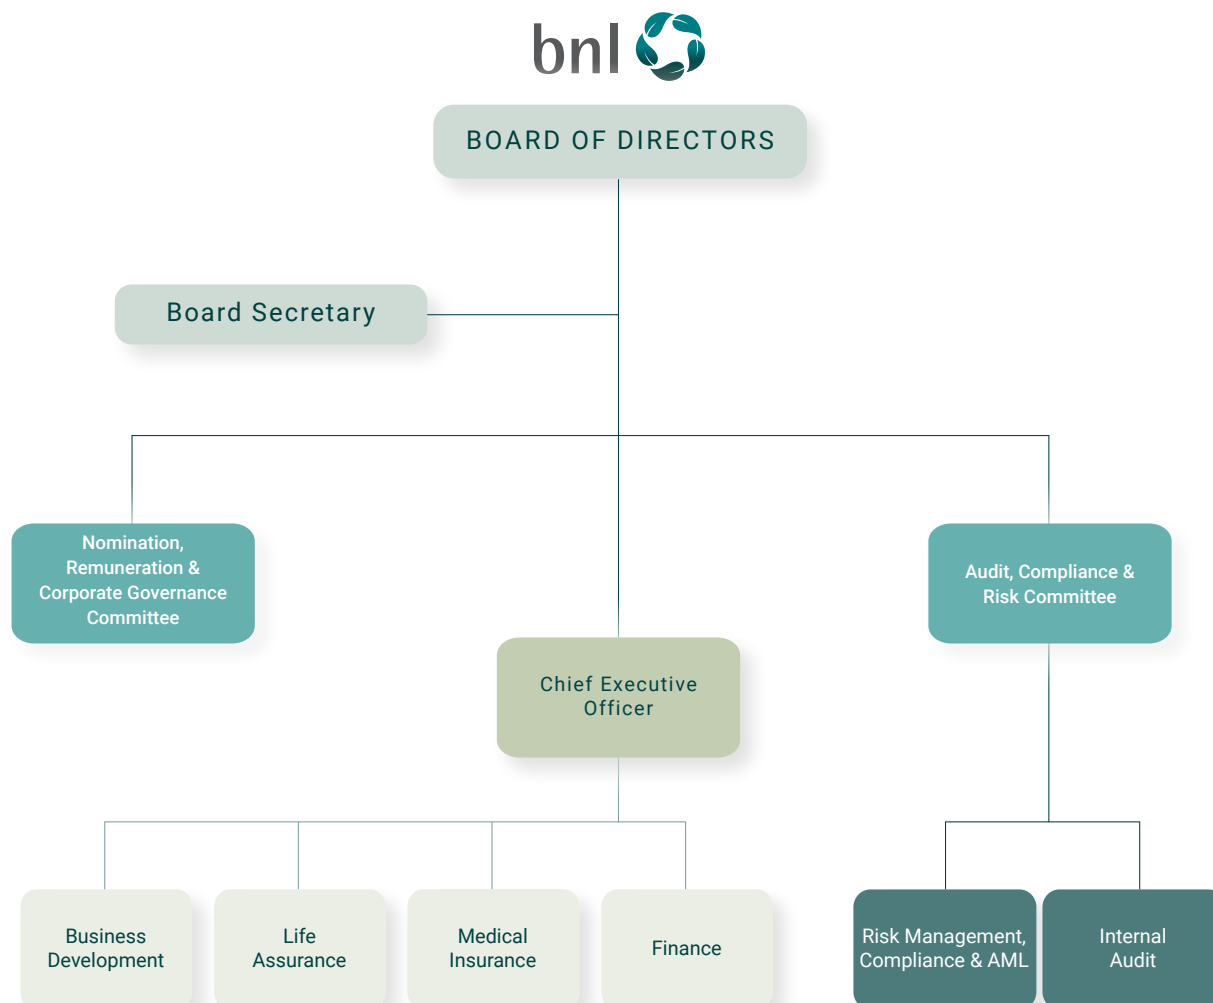 bnl
BOARD OF DIRECTORS
Board Secretary
Nomination,
Remuneration &
Corporate Governance
Committee
Audit, Compliance &
Risk Committee
Chief Executive
Officer
Business
Development
Life
Assurance
Medical
Insurance
Finance
Risk Management,
Compliance & AML
Internal
Audit